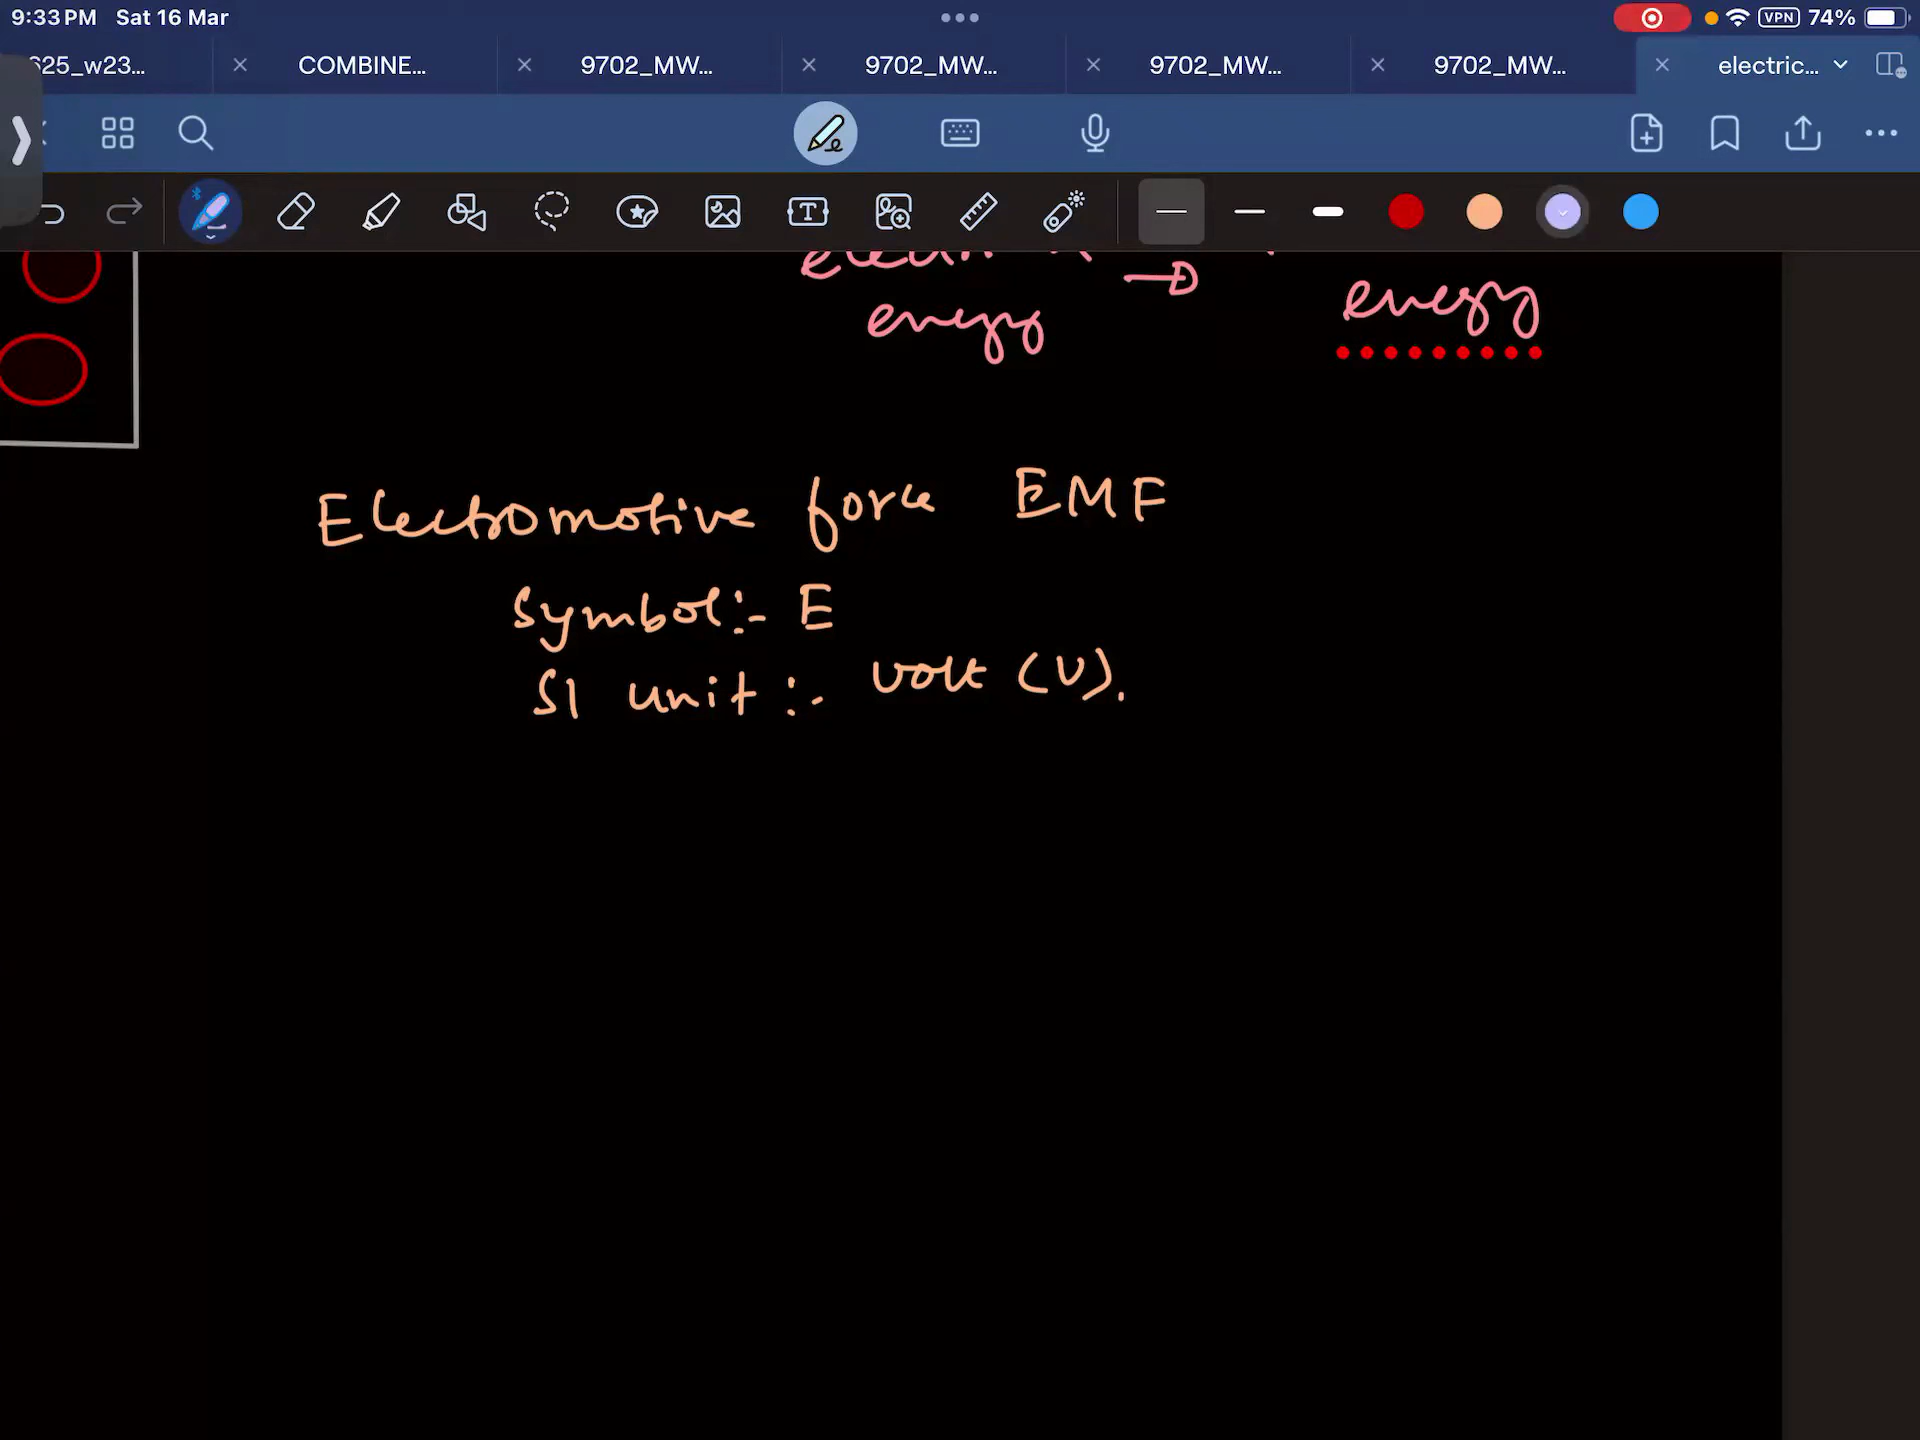 9:33 PM Sat 16 Mar
VPN 74%
625_w23... COMBINE... 9702_MW... 9702_MW... 9702_MW... 9702_MW... electric...
energy
energy
Electromotive force EMF
Symbol:- E
SI unit :- volt (V).